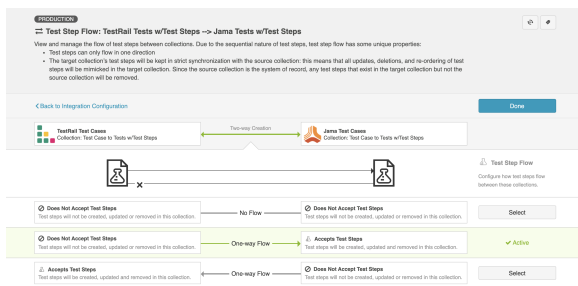 PRODUCTION
Test Step Flow: TestRail Tests w/Test Steps --> Jama Tests w/Test Steps
View and manage the flow of test steps between collections. Due to the sequential nature of test steps, test step flow has some unique properties:
• Test steps can only flow in one direction
• The target collection's test steps will be kept in strict synchronization with the source collection: this means that all updates, deletions, and re-ordering of test
steps will be mimicked in the target collection. Since the source collection is the system of record, any test steps that exist in the target collection but not the
source collection will be removed.
Back to Integration Configuration
Done
TestRail Test Cases
Collection: Test Case to Tests w/Test Steps
Two-way Creation
Jama Test Cases
Collection: Test Case to Tests w/Test Steps
Test Step Flow
Configure how test steps flow
between these collections.
Does Not Accept Test Steps
Test steps will not be created, updated or removed in this collection.
No Flow
Does Not Accept Test Steps
Test steps will not be created, updated or removed in this collection.
Select
Does Not Accept Test Steps
Test steps will not be created, updated or removed in this collection.
One-way Flow
Accepts Test Steps
Test steps will be created, updated and removed in this collection.
Active
Accepts Test Steps
Test steps will be created, updated and removed in this collection.
One-way Flow
Does Not Accept Test Steps
Test steps will not be created, updated or removed in this collection.
Select